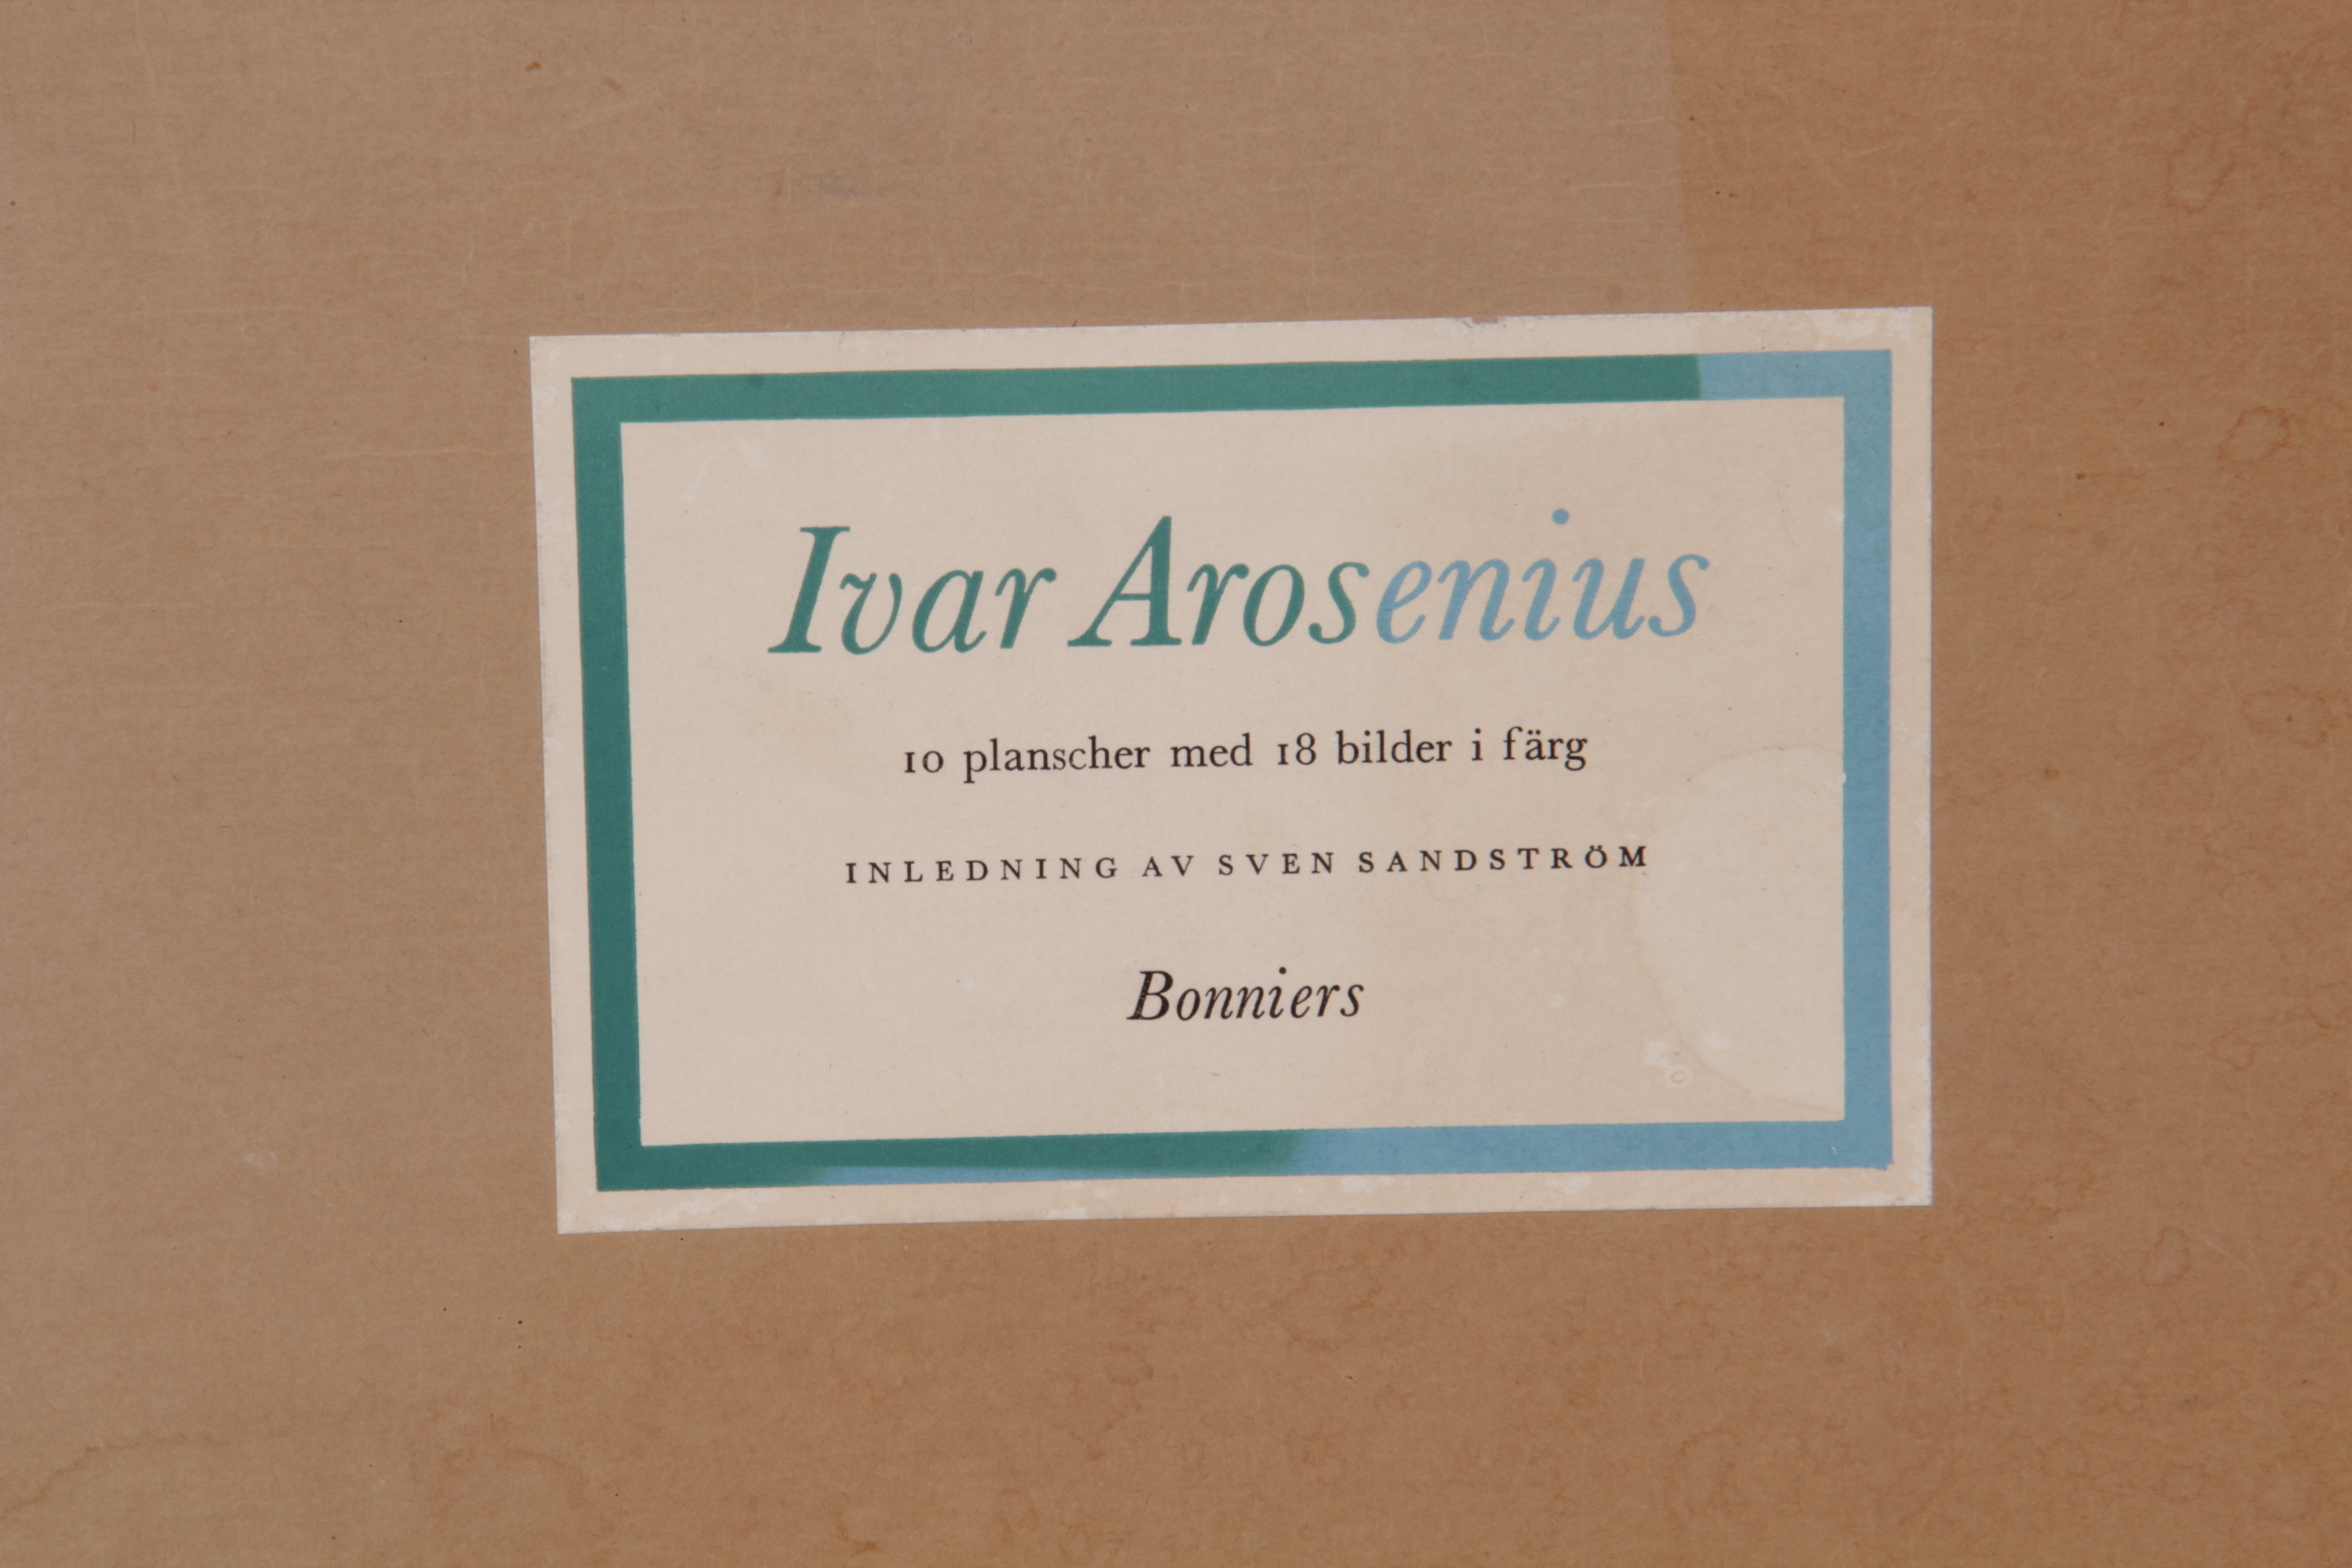 Ivar Arosenius
10 planscher med 18 bilder i färg
INLEDNING AV SVEN SANDSTRÖM
Bonniers